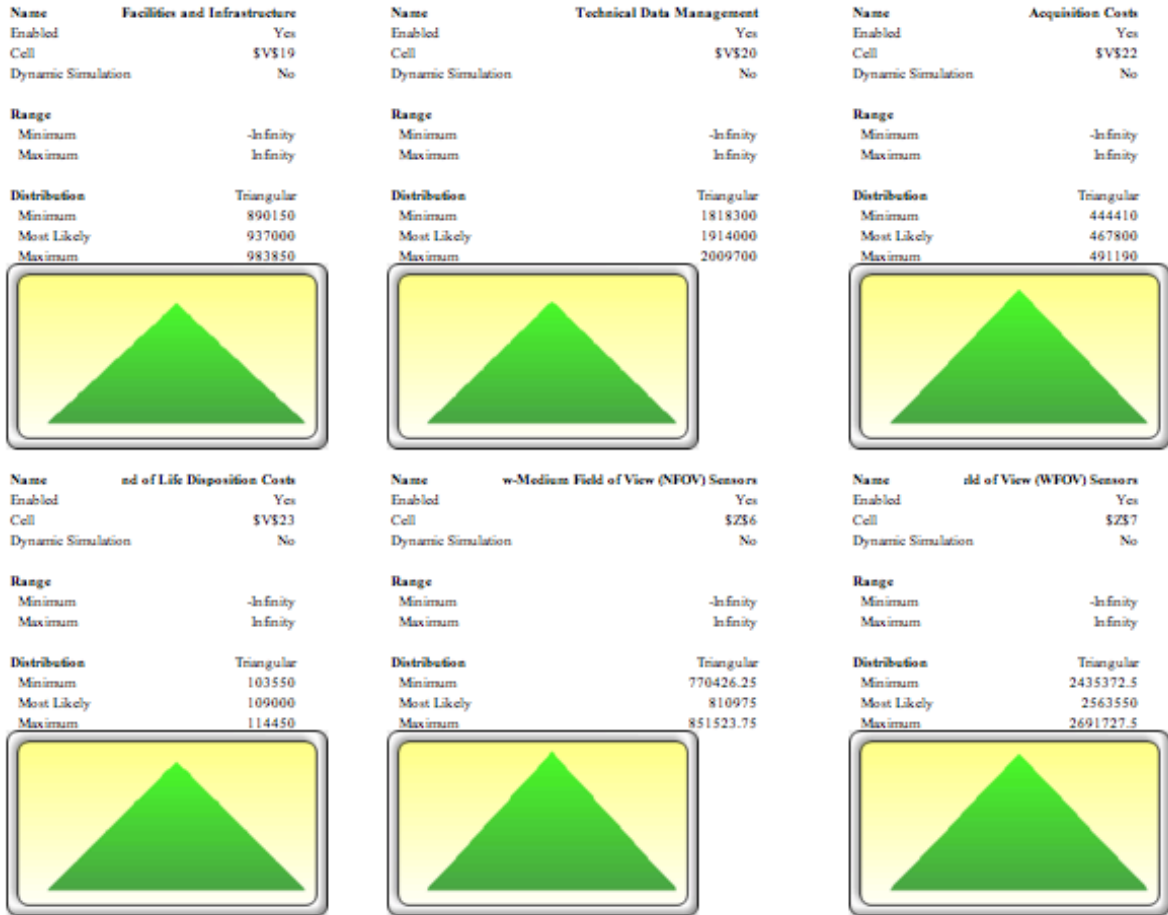 Name Facilities and Infrastructure
Enabled Yes
Cell $V$19
Dynamic Simulation No
Range
Minimum -Infinity
Maximum Infinity
Distribution Triangular
Minimum 890150
Most Likely 937000
Maximum 983850
Name Technical Data Management
Enabled Yes
Cell $V$20
Dynamic Simulation No
Range
Minimum -Infinity
Maximum Infinity
Distribution Triangular
Minimum 1818300
Most Likely 1914000
Maximum 2009700
Name Acquisition Costs
Enabled Yes
Cell $V$22
Dynamic Simulation No
Range
Minimum -Infinity
Maximum Infinity
Distribution Triangular
Minimum 444410
Most Likely 467800
Maximum 491190
Name nd of Life Disposition Costs
Enabled Yes
Cell $V$23
Dynamic Simulation No
Range
Minimum -Infinity
Maximum Infinity
Distribution Triangular
Minimum 103550
Most Likely 109000
Maximum 114450
Name w-Medium Field of View (NFOV) Sensors
Enabled Yes
Cell $Z$6
Dynamic Simulation No
Range
Minimum -Infinity
Maximum Infinity
Distribution Triangular
Minimum 770426.25
Most Likely 810975
Maximum 851523.75
Name eld of View (WFOV) Sensors
Enabled Yes
Cell $Z$7
Dynamic Simulation No
Range
Minimum -Infinity
Maximum Infinity
Distribution Triangular
Minimum 2435372.5
Most Likely 2563550
Maximum 2691727.5